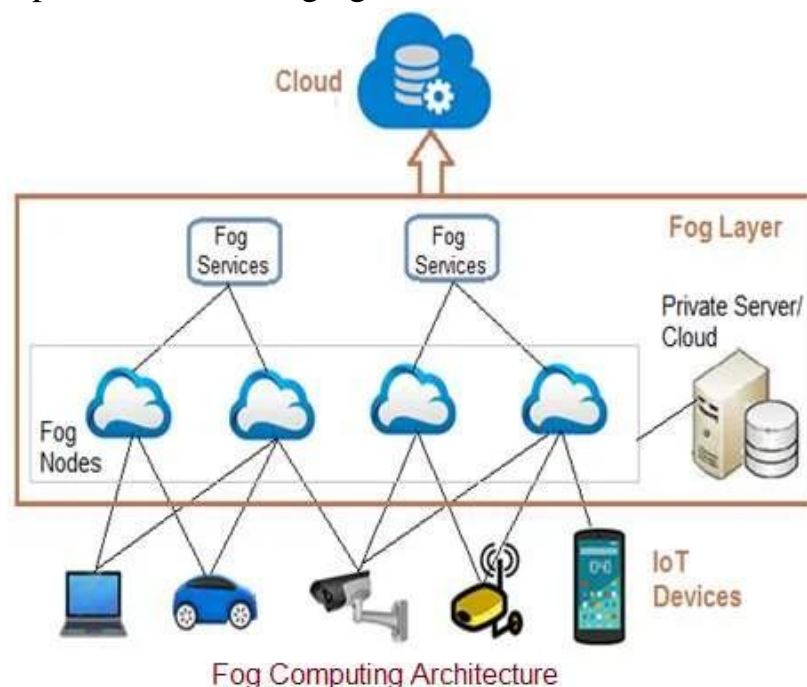 Cloud
Fog
Services
Fog
Services
Fog Layer
Private Server/
Cloud
Fog
Nodes
IoT
Devices
Fog Computing Architecture